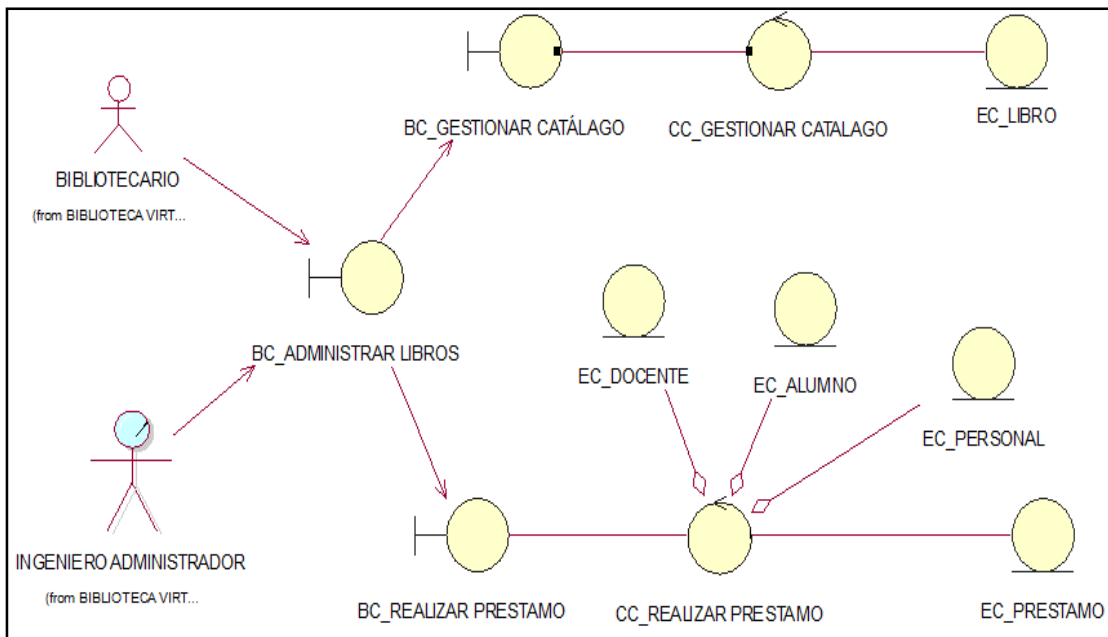 BC_GESTIONAR CATÁLAGO
CC_GESTIONAR CATALAGO
EC_LIBRO
BIBLIOTECARIO
(from BIBLIOTECA VIRT...
BC_ADMINISTRAR LIBROS
EC_DOCENTE
EC_ALUMNO
EC_PERSONAL
INGENIERO ADMINISTRADOR
(from BIBLIOTECA VIRT...
BC_REALIZAR PRESTAMO
CC_REALIZAR PRESTAMO
EC_PRESTAMO